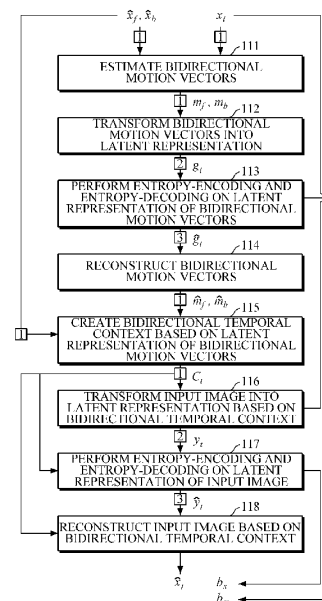 x̂f, x̂b
xt
1
1
111
ESTIMATE BIDIRECTIONAL
MOTION VECTORS
1
mf, mb
112
TRANSFORM BIDIRECTIONAL
MOTION VECTORS INTO
LATENT REPRESENTATION
2
gt
113
PERFORM ENTROPY-ENCODING AND
ENTROPY-DECODING ON LATENT
REPRESENTATION OF BIDIRECTIONAL
MOTION VECTORS
3
ĝt
114
RECONSTRUCT BIDIRECTIONAL
MOTION VECTORS
1
m̂f, m̂b
115
1
CREATE BIDIRECTIONAL TEMPORAL
CONTEXT BASED ON LATENT
REPRESENTATION OF BIDIRECTIONAL
MOTION VECTORS
1
Ct
116
TRANSFORM INPUT IMAGE INTO
LATENT REPRESENTATION BASED ON
BIDIRECTIONAL TEMPORAL CONTEXT
2
yt
117
PERFORM ENTROPY-ENCODING AND
ENTROPY-DECODING ON LATENT
REPRESENTATION OF INPUT IMAGE
3
ŷt
118
RECONSTRUCT INPUT IMAGE BASED ON
BIDIRECTIONAL TEMPORAL CONTEXT
x̂t
bx